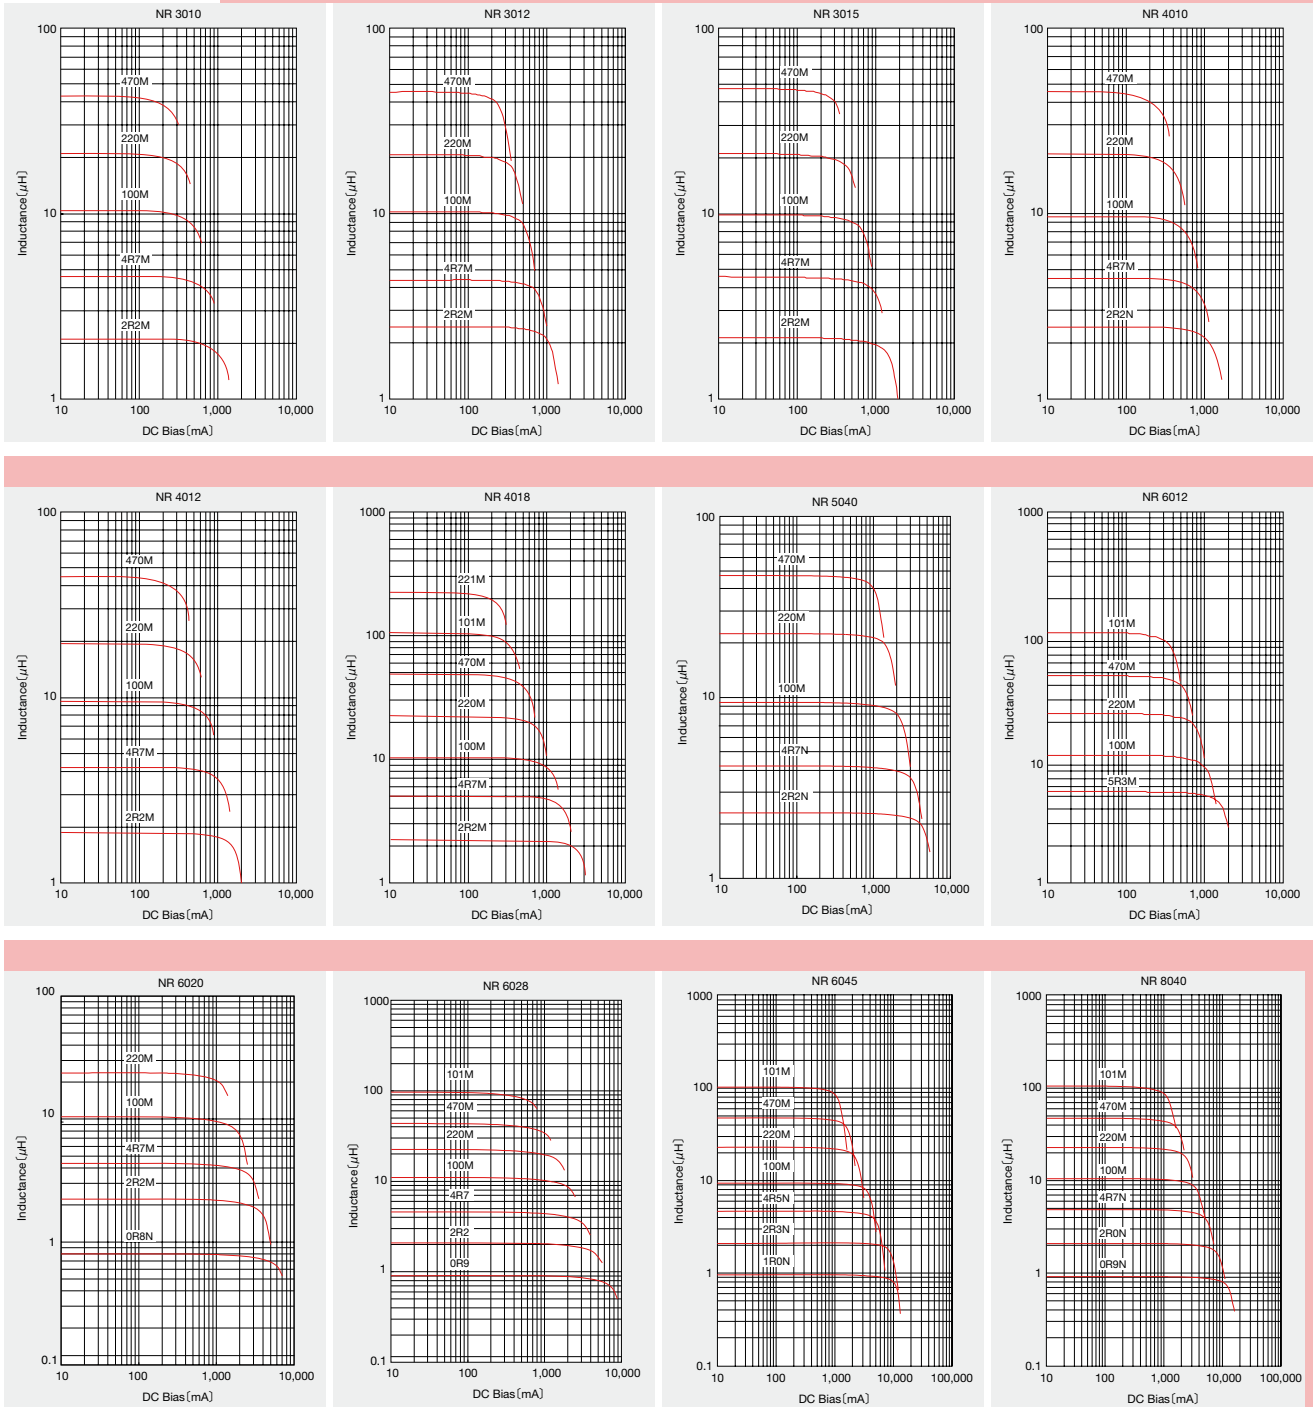 NR 3010
100
10
1
Inductance[μH]
470M
220M
100M
4R7M
2R2M
10 100 1,000 10,000
DC Bias[mA]
NR 3012
100
10
1
Inductance[μH]
470M
220M
100M
4R7M
2R2M
10 100 1,000 10,000
DC Bias[mA]
NR 3015
100
10
1
Inductance[μH]
470M
220M
100M
4R7M
2R2M
10 100 1,000 10,000
DC Bias[mA]
NR 4010
100
10
1
Inductance[μH]
470M
220M
100M
4R7M
2R2N
10 100 1,000 10,000
DC Bias[mA]
NR 4012
100
10
1
Inductance[μH]
470M
220M
100M
4R7M
2R2M
10 100 1,000 10,000
DC Bias[mA]
NR 4018
1000
100
10
1
Inductance[μH]
221M
101M
470M
220M
100M
4R7M
2R2M
10 100 1,000 10,000
DC Bias[mA]
NR 5040
100
10
1
Inductance[μH]
470M
220M
100M
4R7N
2R2N
10 100 1,000 10,000
DC Bias[mA]
NR 6012
1000
100
10
1
Inductance[μH]
101M
470M
220M
100M
5R3M
10 100 1,000 10,000
DC Bias[mA]
NR 6020
100
10
1
0.1
Inductance[μH]
220M
100M
4R7M
2R2M
0R8N
10 100 1,000 10,000
DC Bias[mA]
NR 6028
1000
100
10
1
0.1
Inductance[μH]
101M
470M
220M
100M
4R7
2R2
0R9
10 100 1,000 10,000
DC Bias[mA]
NR 6045
1000
100
10
1
0.1
Inductance[μH]
101M
470M
220M
100M
4R5N
2R3N
1R0N
10 100 1,000 10,000 100,000
DC Bias[mA]
NR 8040
1000
100
10
1
0.1
Inductance[μH]
101M
470M
220M
100M
4R7N
2R0N
0R9N
10 100 1,000 10,000 100,000
DC Bias[mA]